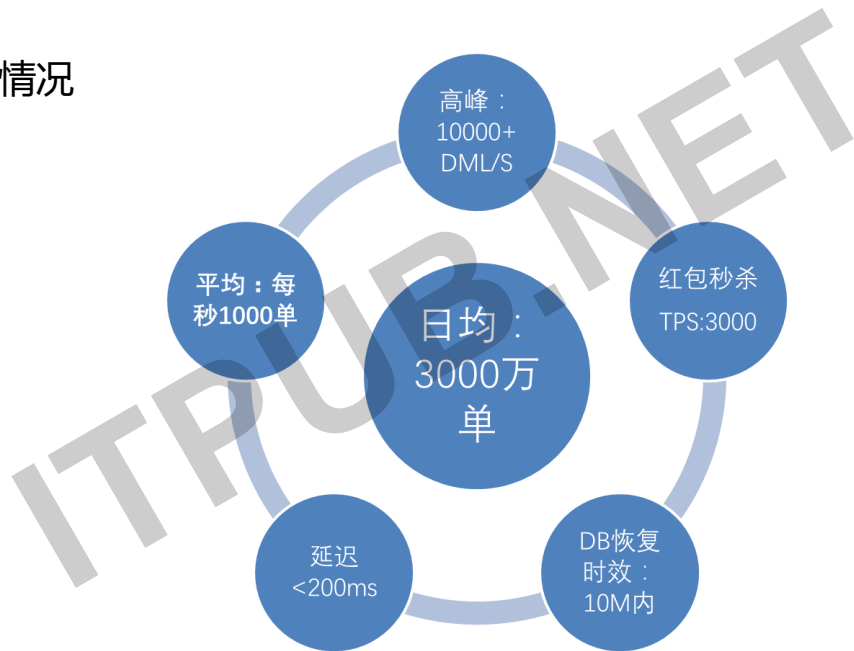 情况
高峰：
10000+
DML/S
红包秒杀
TPS:3000
平均：每
秒1000单
日均：
3000万
单
延迟
<200ms
DB恢复
时效：
10M内
ITPUB.NET